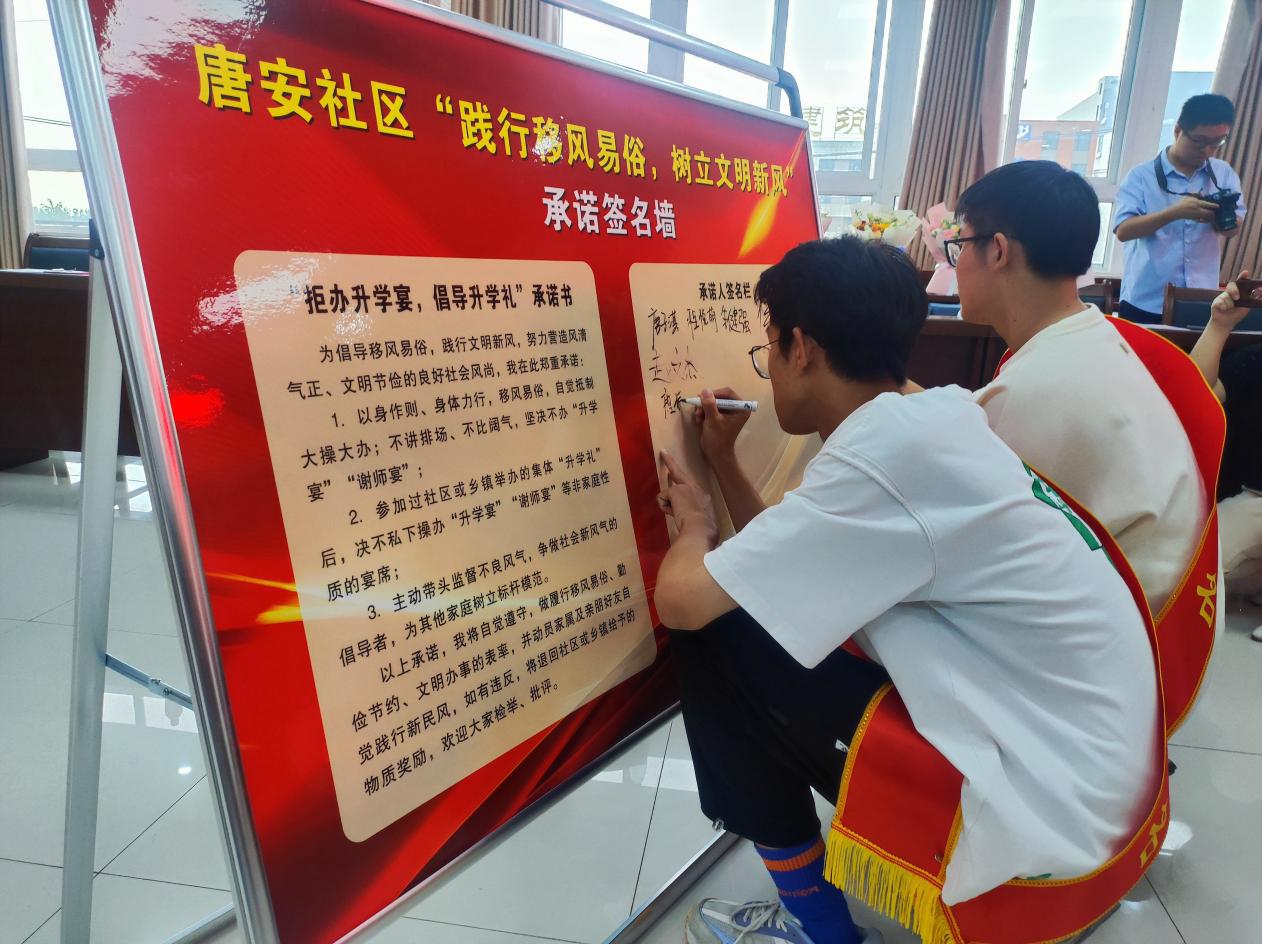 唐安社区“践行移风易俗，树立文明新风”
承诺签名墙
“拒办升学宴，倡导升学礼”承诺书
为倡导移风易俗，践行文明新风，努力营造风清
气正、文明节俭的良好社会风尚，我在此郑重承诺：
1. 以身作则、身体力行，移风易俗，自觉抵制
大操大办；不讲排场、不比阔气，坚决不办“升学
宴”“谢师宴”；
2. 参加过社区或乡镇举办的集体“升学礼”
后，决不私下操办“升学宴”“谢师宴”等非家庭性
质的宴席；
3. 主动带头监督不良风气，争做社会新风气的
倡导者，为其他家庭树立标杆模范。
以上承诺，我将自觉遵守，做履行移风易俗、勤
俭节约、文明办事的表率，并动员家属及亲朋好友自
觉践行新民风，如有违反，将退回社区或乡镇给予的
物质奖励，欢迎大家检举、批评。
承诺人签名栏
建筑